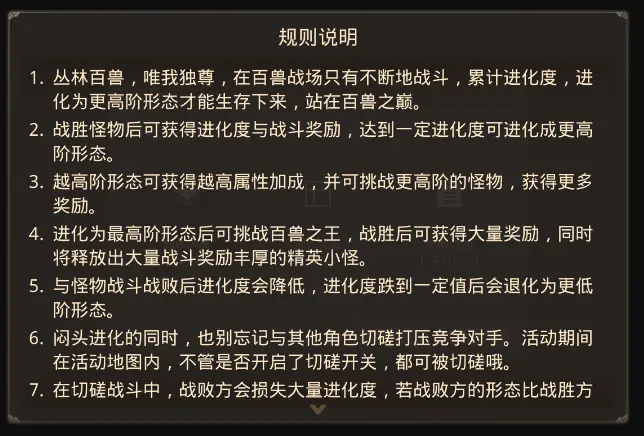 规则说明
1. 丛林百兽，唯我独尊，在百兽战场只有不断地战斗，累计进化度，进
化为更高阶形态才能生存下来，站在百兽之巅。
2. 战胜怪物后可获得进化度与战斗奖励，达到一定进化度可进化成更高
阶形态。
3. 越高阶形态可获得越高属性加成，并可挑战更高阶的怪物，获得更多
奖励。
4. 进化为最高阶形态后可挑战百兽之王，战胜后可获得大量奖励，同时
将释放出大量战斗奖励丰厚的精英小怪。
5. 与怪物战斗战败后进化度会降低，进化度跌到一定值后会退化为更低
阶形态。
6. 闷头进化的同时，也别忘记与其他角色切磋打压竞争对手。活动期间
在活动地图内，不管是否开启了切磋开关，都可被切磋哦。
7. 在切磋战斗中，战败方会损失大量进化度，若战败方的形态比战胜方